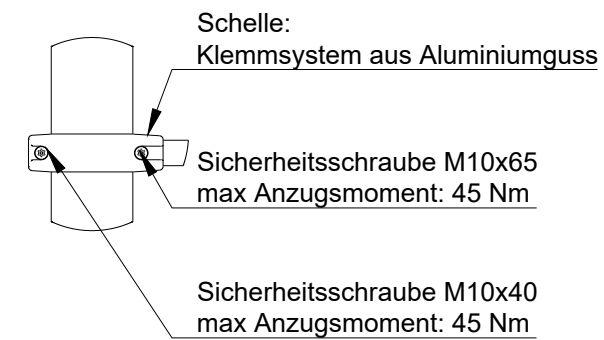 Schelle:
Klemmsystem aus Aluminiumguss
Sicherheitsschraube M10x65
max Anzugsmoment: 45 Nm
Sicherheitsschraube M10x40
max Anzugsmoment: 45 Nm